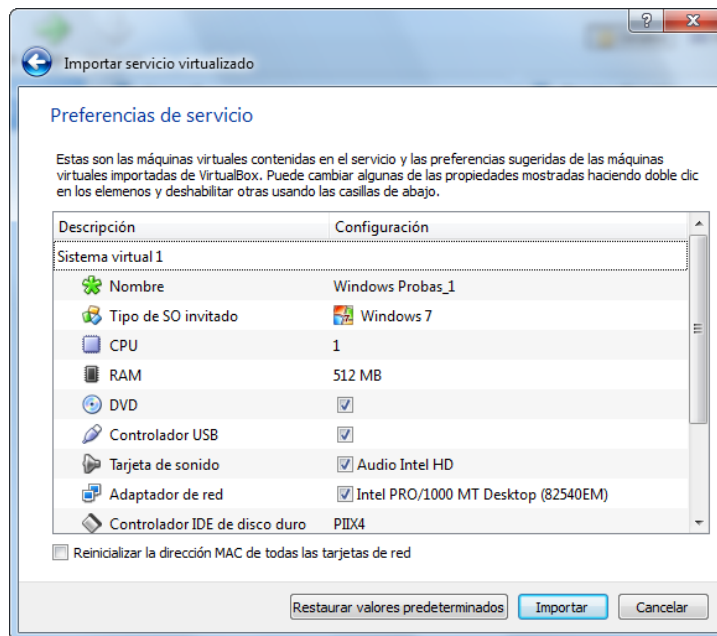 Importar servicio virtualizado
Preferencias de servicio
Estas son las máquinas virtuales contenidas en el servicio y las preferencias sugeridas de las máquinas
virtuales importadas de VirtualBox. Puede cambiar algunas de las propiedades mostradas haciendo doble clic
en los elemenos y deshabilitar otras usando las casillas de abajo.
Descripción Configuración
Sistema virtual 1
Nombre Windows Probas_1
Tipo de SO invitado Windows 7
CPU 1
RAM 512 MB
DVD
Controlador USB
Tarjeta de sonido Audio Intel HD
Adaptador de red Intel PRO/1000 MT Desktop (82540EM)
Controlador IDE de disco duro PIIX4
Reinicializar la dirección MAC de todas las tarjetas de red
Restaurar valores predeterminados Importar Cancelar